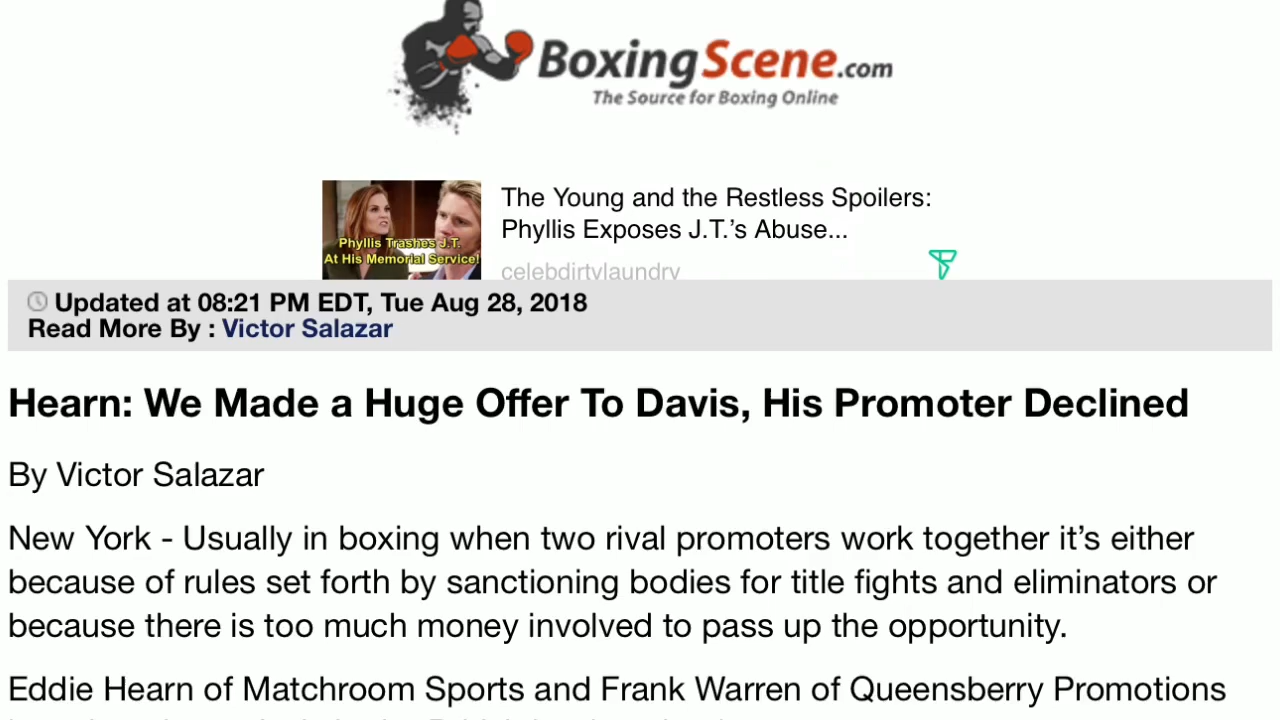 BoxingScene.com
The Source for Boxing Online
The Young and the Restless Spoilers:
Phyllis Exposes J.T.’s Abuse...
Phyllis Trashes J.T.
At His Memorial Service!
celebdirtylaundry
Updated at 08:21 PM EDT, Tue Aug 28, 2018
Read More By : Victor Salazar
Hearn: We Made a Huge Offer To Davis, His Promoter Declined
By Victor Salazar
New York - Usually in boxing when two rival promoters work together it’s either
because of rules set forth by sanctioning bodies for title fights and eliminators or
because there is too much money involved to pass up the opportunity.
Eddie Hearn of Matchroom Sports and Frank Warren of Queensberry Promotions